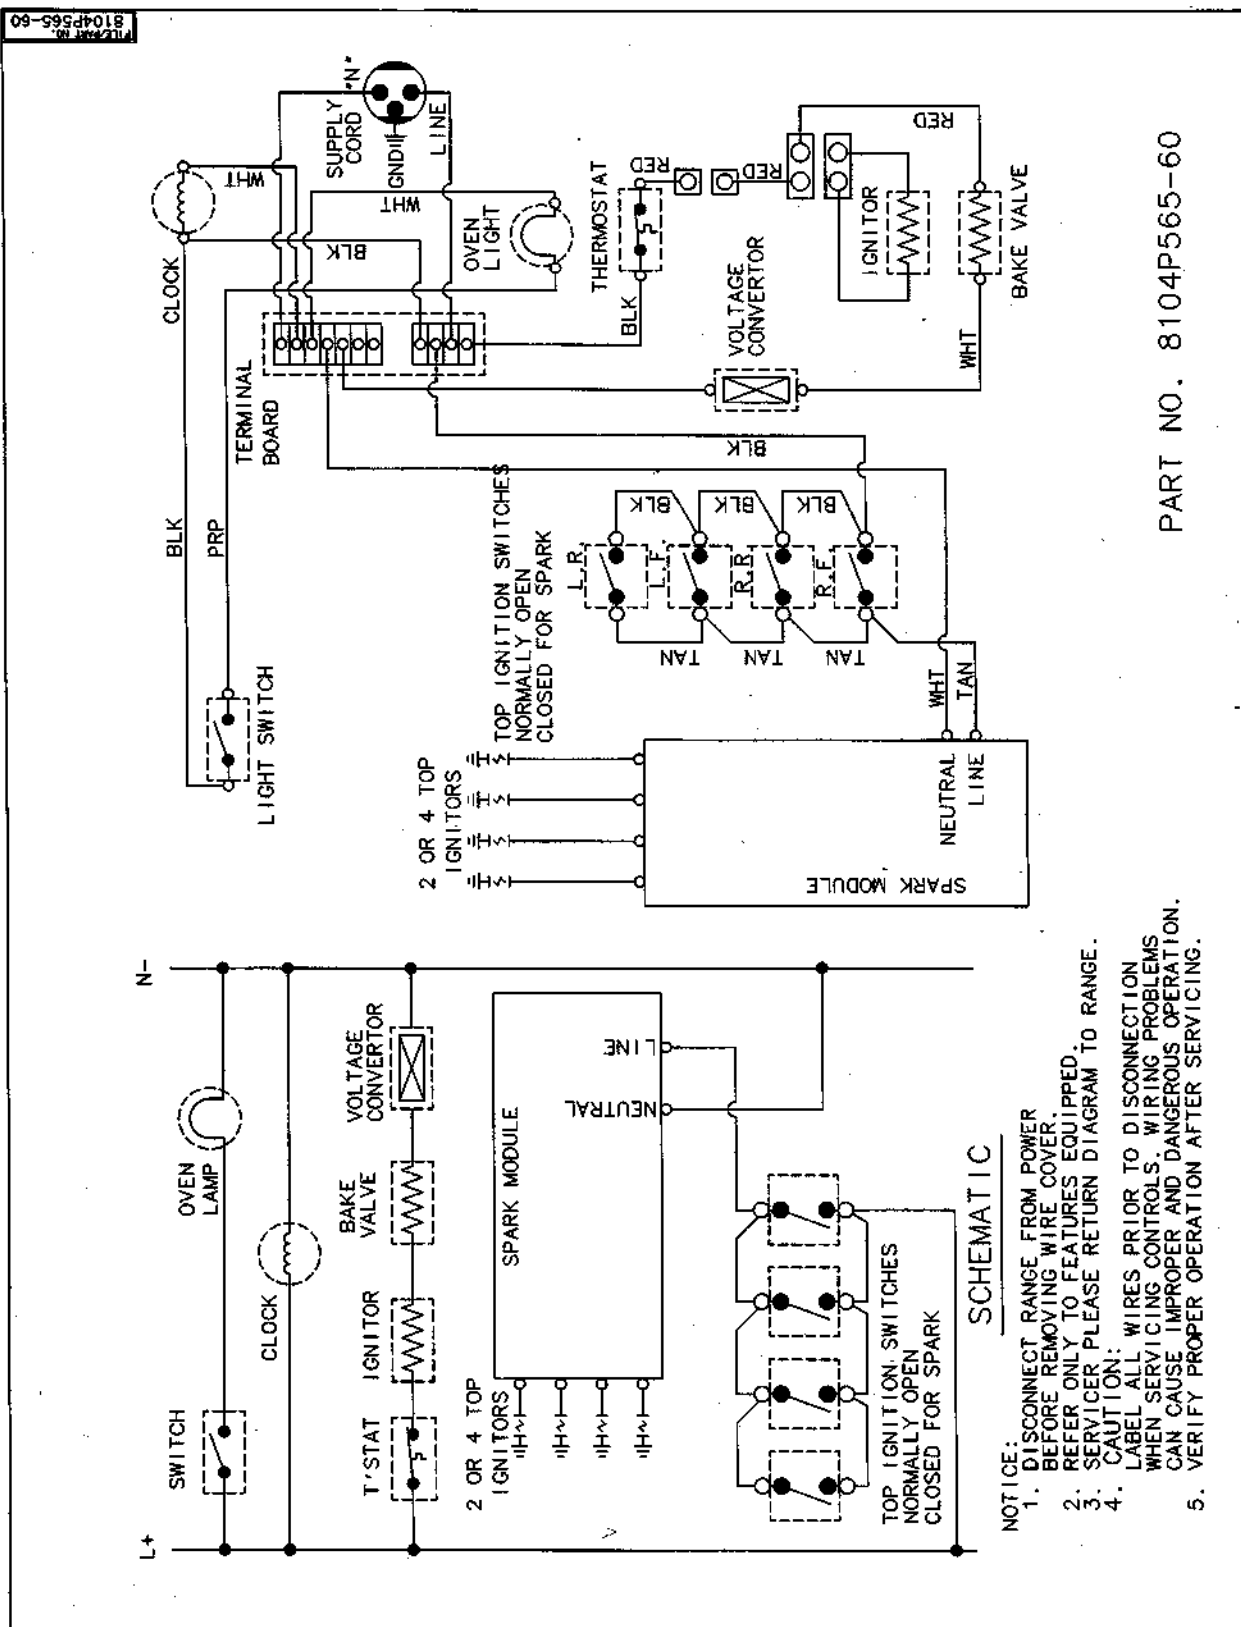 FILE/PART NO.
8104P565-60
CLOCK
WHT
SUPPLY
CORD
"N"
GND
LINE
WHT
BLK
OVEN
LIGHT
THERMOSTAT
RED
RED
RED
IGNITOR
BAKE VALVE
BLK
VOLTAGE
CONVERTOR
WHT
TERMINAL
BOARD
BLK
PRP
BLK
LIGHT SWITCH
TOP IGNITION SWITCHES
NORMALLY OPEN
CLOSED FOR SPARK
L.R.
L.F.
R.R.
R.F.
BLK
BLK
BLK
TAN
TAN
TAN
WHT
TAN
2 OR 4 TOP
IGNITORS
NEUTRAL
LINE
SPARK MODULE
PART NO. 8104P565-60
L+
N-
SWITCH
OVEN
LAMP
CLOCK
T'STAT
IGNITOR
BAKE
VALVE
VOLTAGE
CONVERTOR
2 OR 4 TOP
IGNITORS
SPARK MODULE
NEUTRAL
LINE
TOP IGNITION SWITCHES
NORMALLY OPEN
CLOSED FOR SPARK
SCHEMATIC
NOTICE:
1. DISCONNECT RANGE FROM POWER
BEFORE REMOVING WIRE COVER.
2. REFER ONLY TO FEATURES EQUIPPED.
3. SERVICER PLEASE RETURN DIAGRAM TO RANGE.
4. CAUTION:
LABEL ALL WIRES PRIOR TO DISCONNECTION
WHEN SERVICING CONTROLS. WIRING PROBLEMS
CAN CAUSE IMPROPER AND DANGEROUS OPERATION.
5. VERIFY PROPER OPERATION AFTER SERVICING.